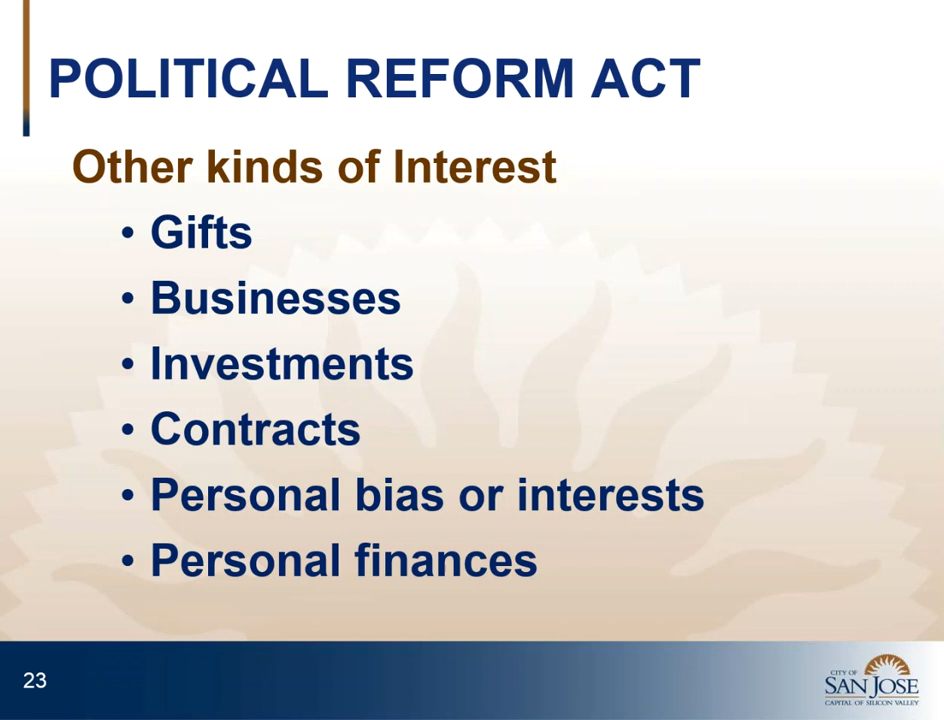 POLITICAL REFORM ACT
Other kinds of Interest
• Gifts
• Businesses
• Investments
• Contracts
• Personal bias or interests
• Personal finances
23
CITY OF
SAN JOSE
CAPITAL OF SILICON VALLEY